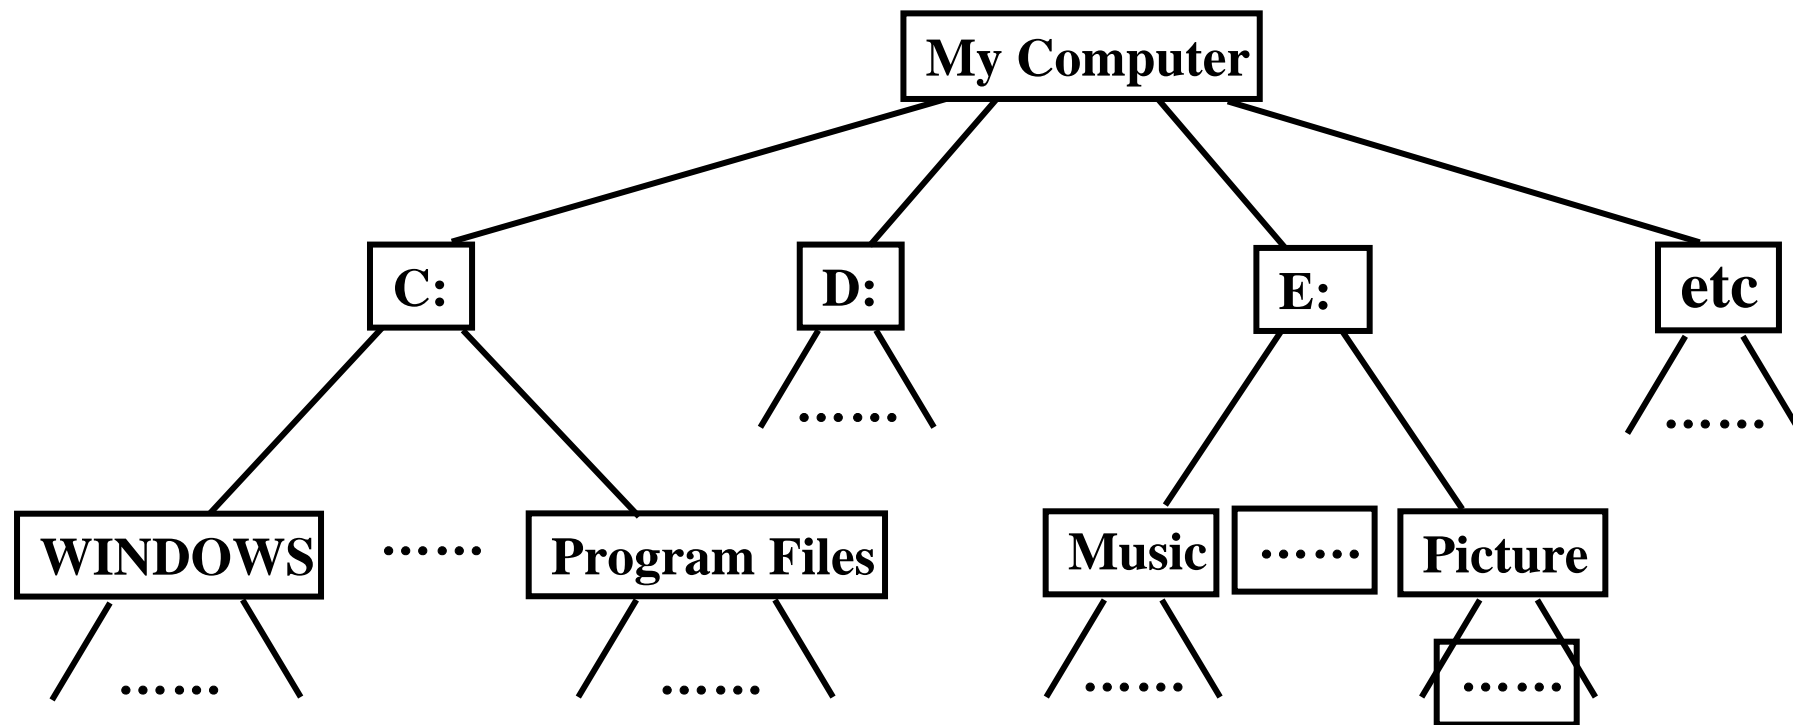 My Computer
C:
D:
E:
etc
……
……
WINDOWS
……
Program Files
Music
……
Picture
……
……
……
……